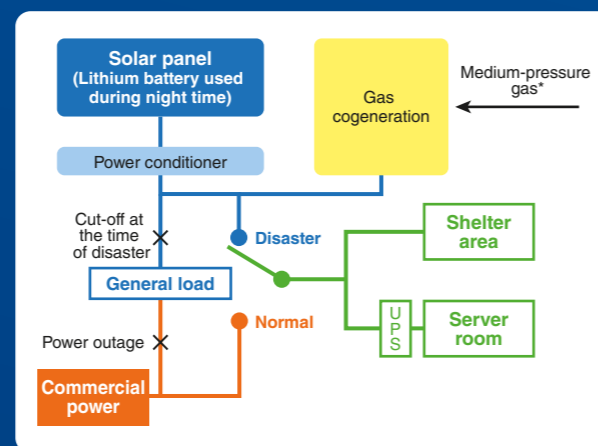 Solar panel
(Lithium battery used
during night time)
Gas
cogeneration
Medium-pressure
gas*
Power conditioner
Cut-off at
the time
of disaster
Disaster
Shelter
area
General load
Normal
U
P
S
Server
room
Power outage
Commercial
power